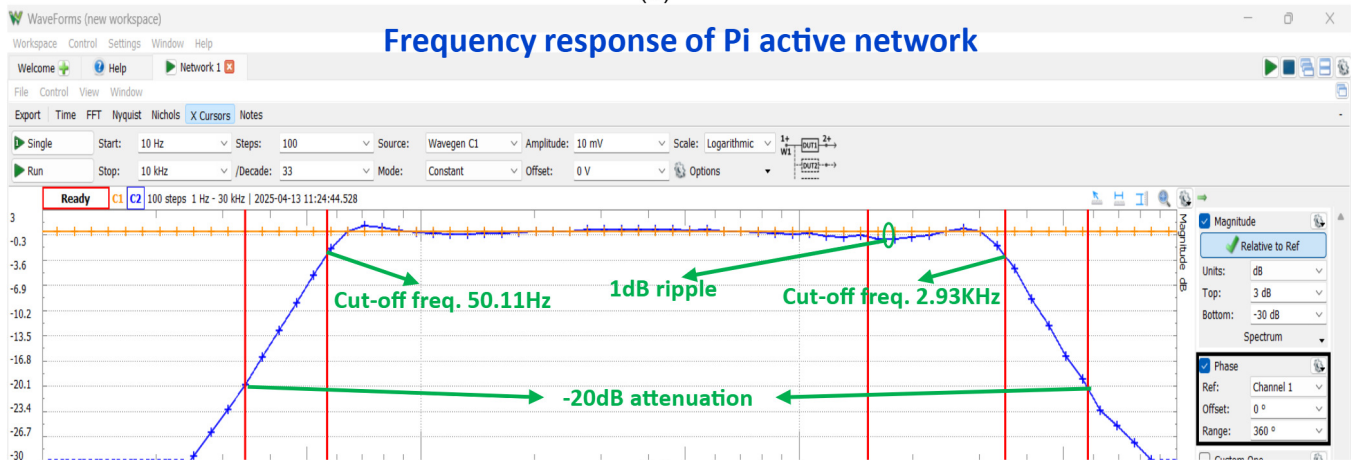 WaveForms (new workspace)
Workspace Control Settings Window Help
Frequency response of Pi active network
Welcome Help Network 1
File Control View Window
Export Time FFT Nyquist Nichols X Cursors Notes
Single Start: 10 Hz Steps: 100 Source: Wavegen C1 Amplitude: 10 mV Scale: Logarithmic
1+ DUT1 2+
W1
Run Stop: 10 kHz /Decade: 33 Mode: Constant Offset: 0 V Options
DUT2
Ready C1 C2 100 steps 1 Hz - 30 kHz | 2025-04-13 11:24:44.528
3
-0.3
-3.6
-6.9
-10.2
-13.5
-16.8
-20.1
-23.4
-26.7
-30
Cut-off freq. 50.11Hz
1dB ripple
Cut-off freq. 2.93KHz
-20dB attenuation
Magnitude dB
Magnitude
Relative to Ref
Units: dB
Top: 3 dB
Bottom: -30 dB
Spectrum
Phase
Ref: Channel 1
Offset: 0 º
Range: 360 º